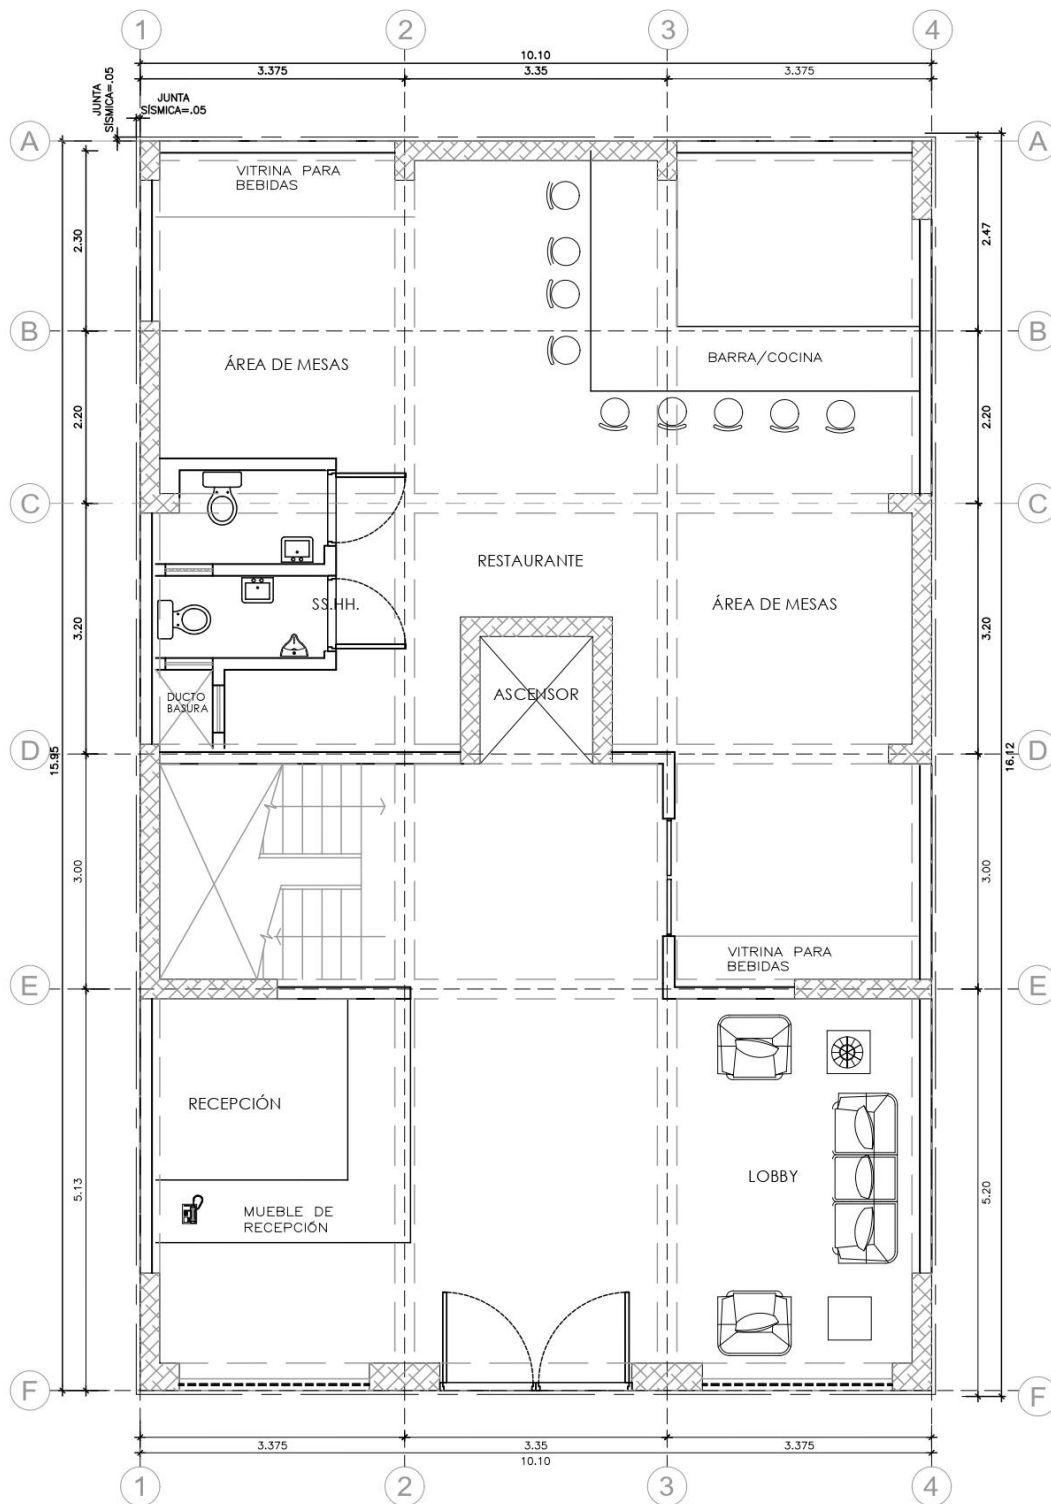 1 2 3 4
10.10
3.375 3.35 3.375
JUNTA
SÍSMICA=.05
JUNTA
SÍSMICA=.05
A A
VITRINA PARA
BEBIDAS
2.30 2.47
B B
BARRA/COCINA
ÁREA DE MESAS
2.20 2.20
C C
RESTAURANTE
SS.HH. ÁREA DE MESAS
3.20 3.20
DUCTO
BASURA
ASCENSOR
D D
15.95 16.12
3.00 3.00
VITRINA PARA
BEBIDAS
E E
RECEPCIÓN
LOBBY
5.13 5.20
MUEBLE DE
RECEPCIÓN
F F
3.375 3.35 3.375
10.10
1 2 3 4